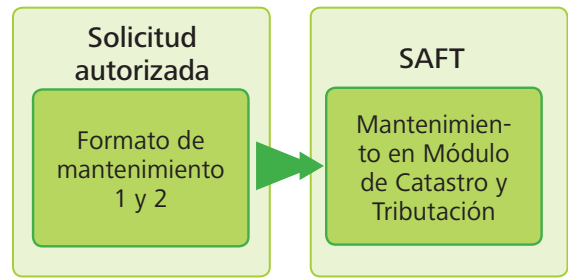 Solicitud
autorizada
Formato de
mantenimiento
1 y 2
SAFT
Mantenimien-
to en Módulo
de Catastro y
Tributación